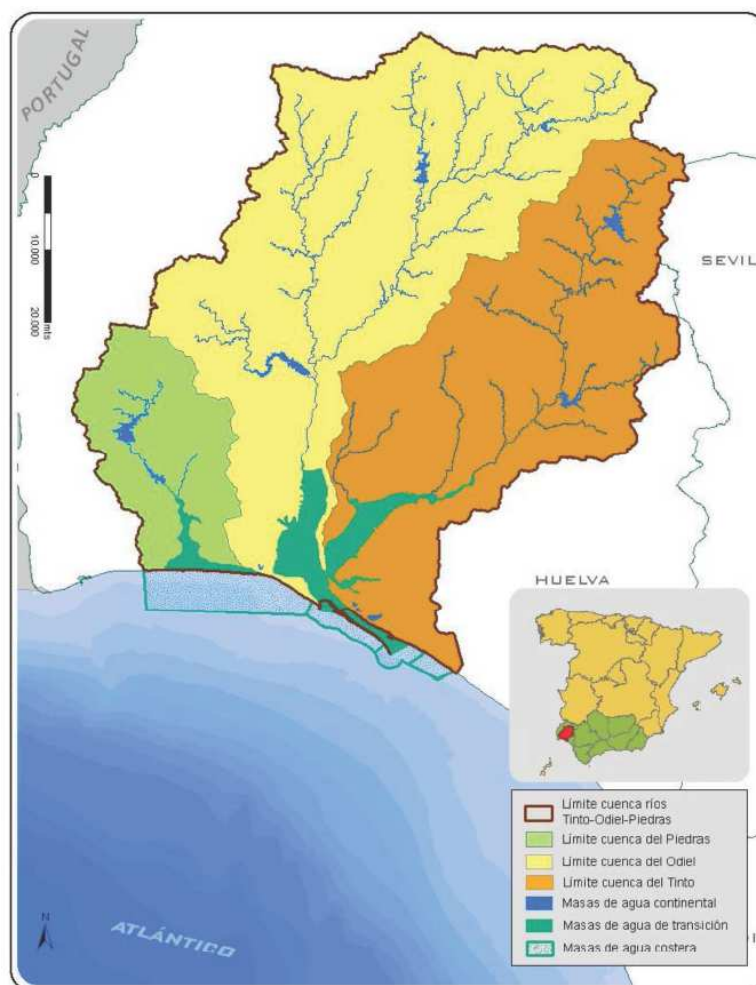 PORTUGAL
0
10.000
20.000
mts
SEVIL
HUELVA
Límite cuenca ríos
Tinto-Odiel-Piedras
Límite cuenca del Piedras
Límite cuenca del Odiel
Límite cuenca del Tinto
Masas de agua continental
Masas de agua de transición
Masas de agua costera
N
ATLÁNTICO